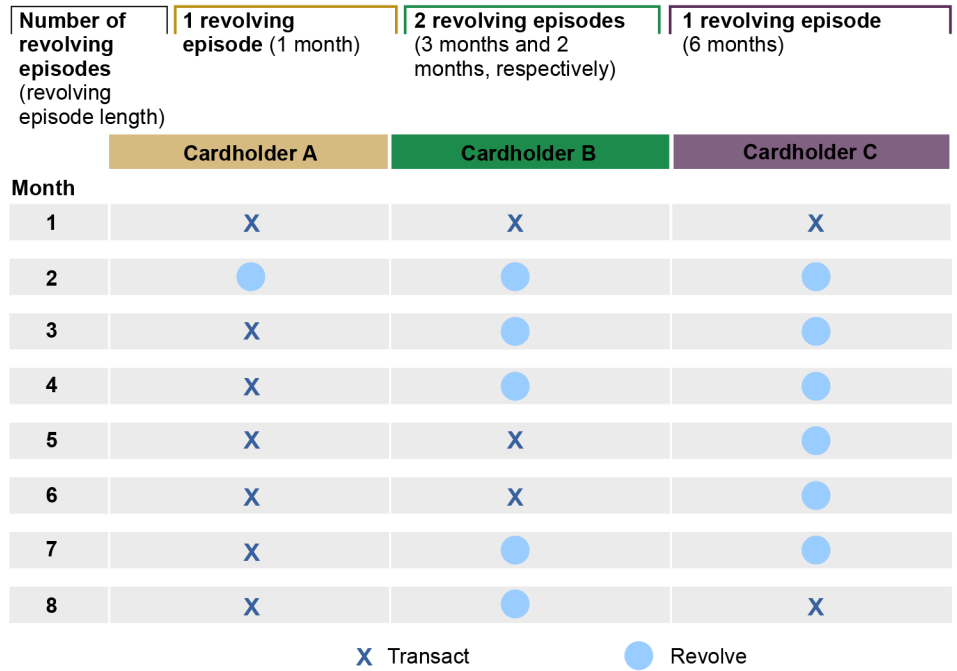 Number of
revolving
episodes
(revolving
episode length)
1 revolving
episode (1 month)
2 revolving episodes
(3 months and 2
months, respectively)
1 revolving episode
(6 months)
Cardholder A Cardholder B Cardholder C
Month
1 X X X
2
3 X
4 X
5 X X
6 X X
7 X
8 X X
X Transact Revolve